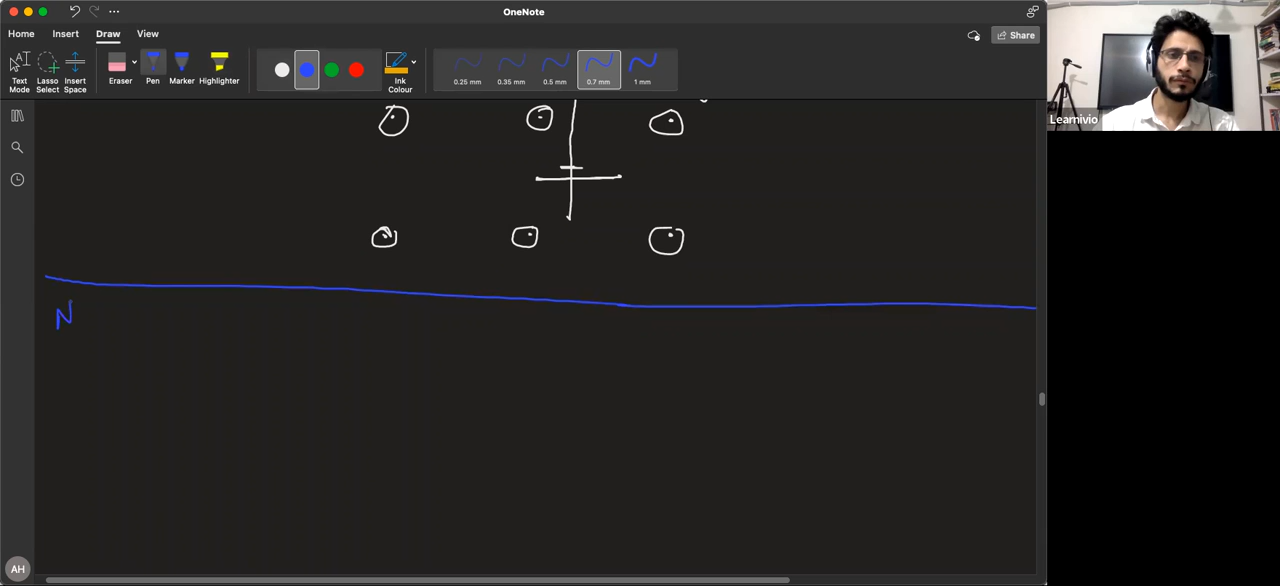 OneNote
Home Insert Draw View
Share
Text Mode
Lasso Select
Insert Space
Eraser
Pen
Marker
Highlighter
Ink Colour
0.25 mm
0.35 mm
0.5 mm
0.7 mm
1 mm
Learnivio
N
AH